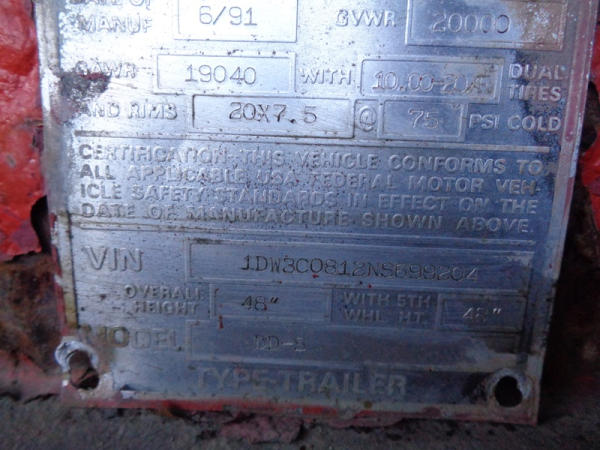 MANUF 6/91 GVWR 20000
GAWR 19040 WITH 10.00-20 DUAL TIRES
AND RIMS 20X7.5 @ 75 PSI COLD
CERTIFICATION: THIS VEHICLE CONFORMS TO
ALL APPLICABLE USA FEDERAL MOTOR VEH-
ICLE SAFETY STANDARDS IN EFFECT ON THE
DATE OF MANUFACTURE SHOWN ABOVE.
VIN
OVERALL HEIGHT 48" WITH 5TH WHL HT. 48"
MODEL
TYPE-TRAILER